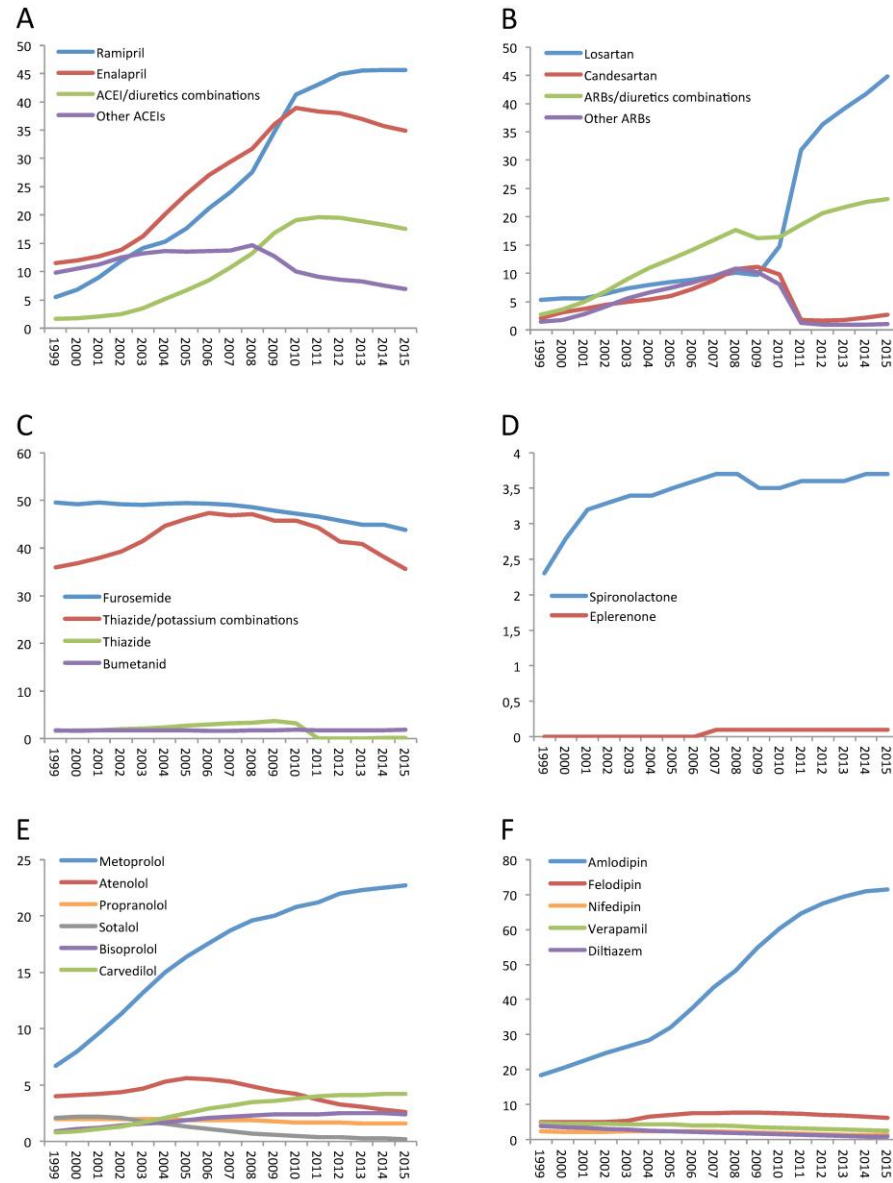 A
Ramipril
Enalapril
ACEI/diuretics combinations
Other ACEIs
50
45
40
35
30
25
20
15
10
5
0
1999 2000 2001 2002 2003 2004 2005 2006 2007 2008 2009 2010 2011 2012 2013 2014 2015
B
Losartan
Candesartan
ARBs/diuretics combinations
Other ARBs
50
45
40
35
30
25
20
15
10
5
0
1999 2000 2001 2002 2003 2004 2005 2006 2007 2008 2009 2010 2011 2012 2013 2014 2015
C
60
50
40
30
20
10
0
Furosemide
Thiazide/potassium combinations
Thiazide
Bumetanid
1999 2000 2001 2002 2003 2004 2005 2006 2007 2008 2009 2010 2011 2012 2013 2014 2015
D
4
3,5
3
2,5
2
1,5
1
0,5
0
Spironolactone
Eplerenone
1999 2000 2001 2002 2003 2004 2005 2006 2007 2008 2009 2010 2011 2012 2013 2014 2015
E
25
20
15
10
5
0
Metoprolol
Atenolol
Propranolol
Sotalol
Bisoprolol
Carvedilol
1999 2000 2001 2002 2003 2004 2005 2006 2007 2008 2009 2010 2011 2012 2013 2014 2015
F
80
70
60
50
40
30
20
10
0
Amlodipin
Felodipin
Nifedipin
Verapamil
Diltiazem
1999 2000 2001 2002 2003 2004 2005 2006 2007 2008 2009 2010 2011 2012 2013 2014 2015